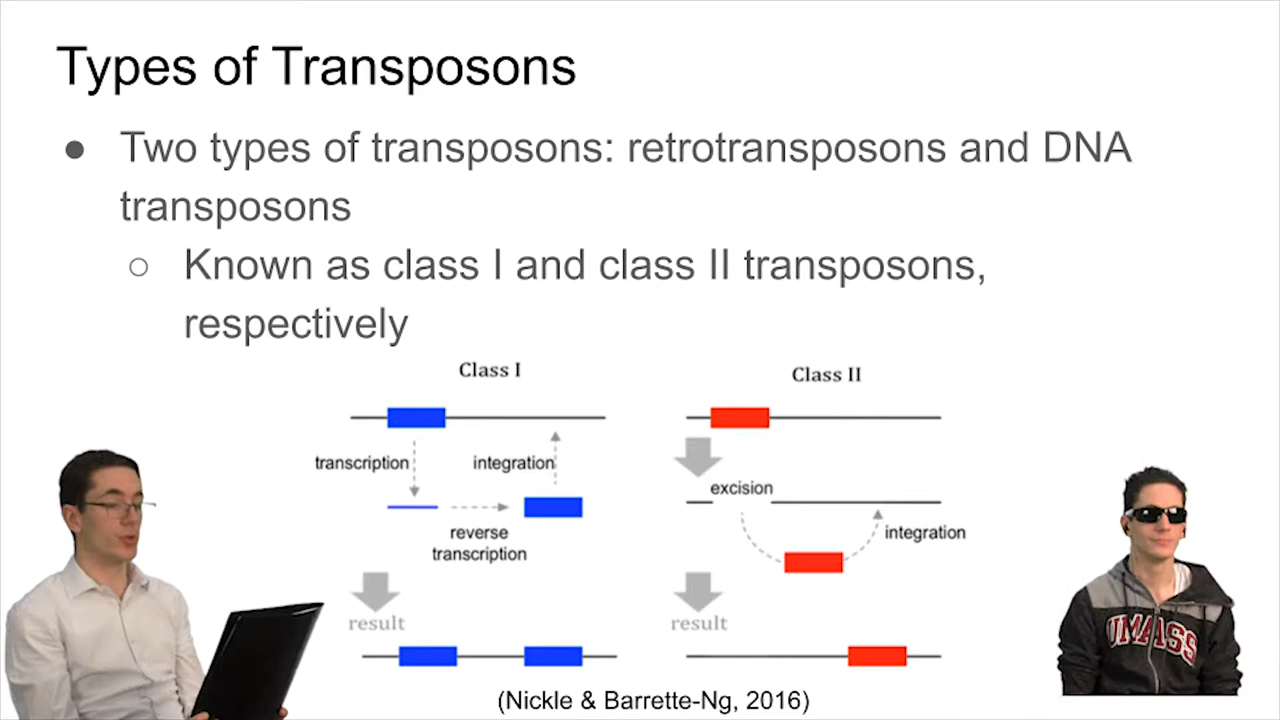 Types of Transposons
● Two types of transposons: retrotransposons and DNA
transposons
○ Known as class I and class II transposons,
respectively
Class I
transcription
integration
reverse
transcription
result
Class II
excision
integration
result
UMASS
(Nickle & Barrette-Ng, 2016)